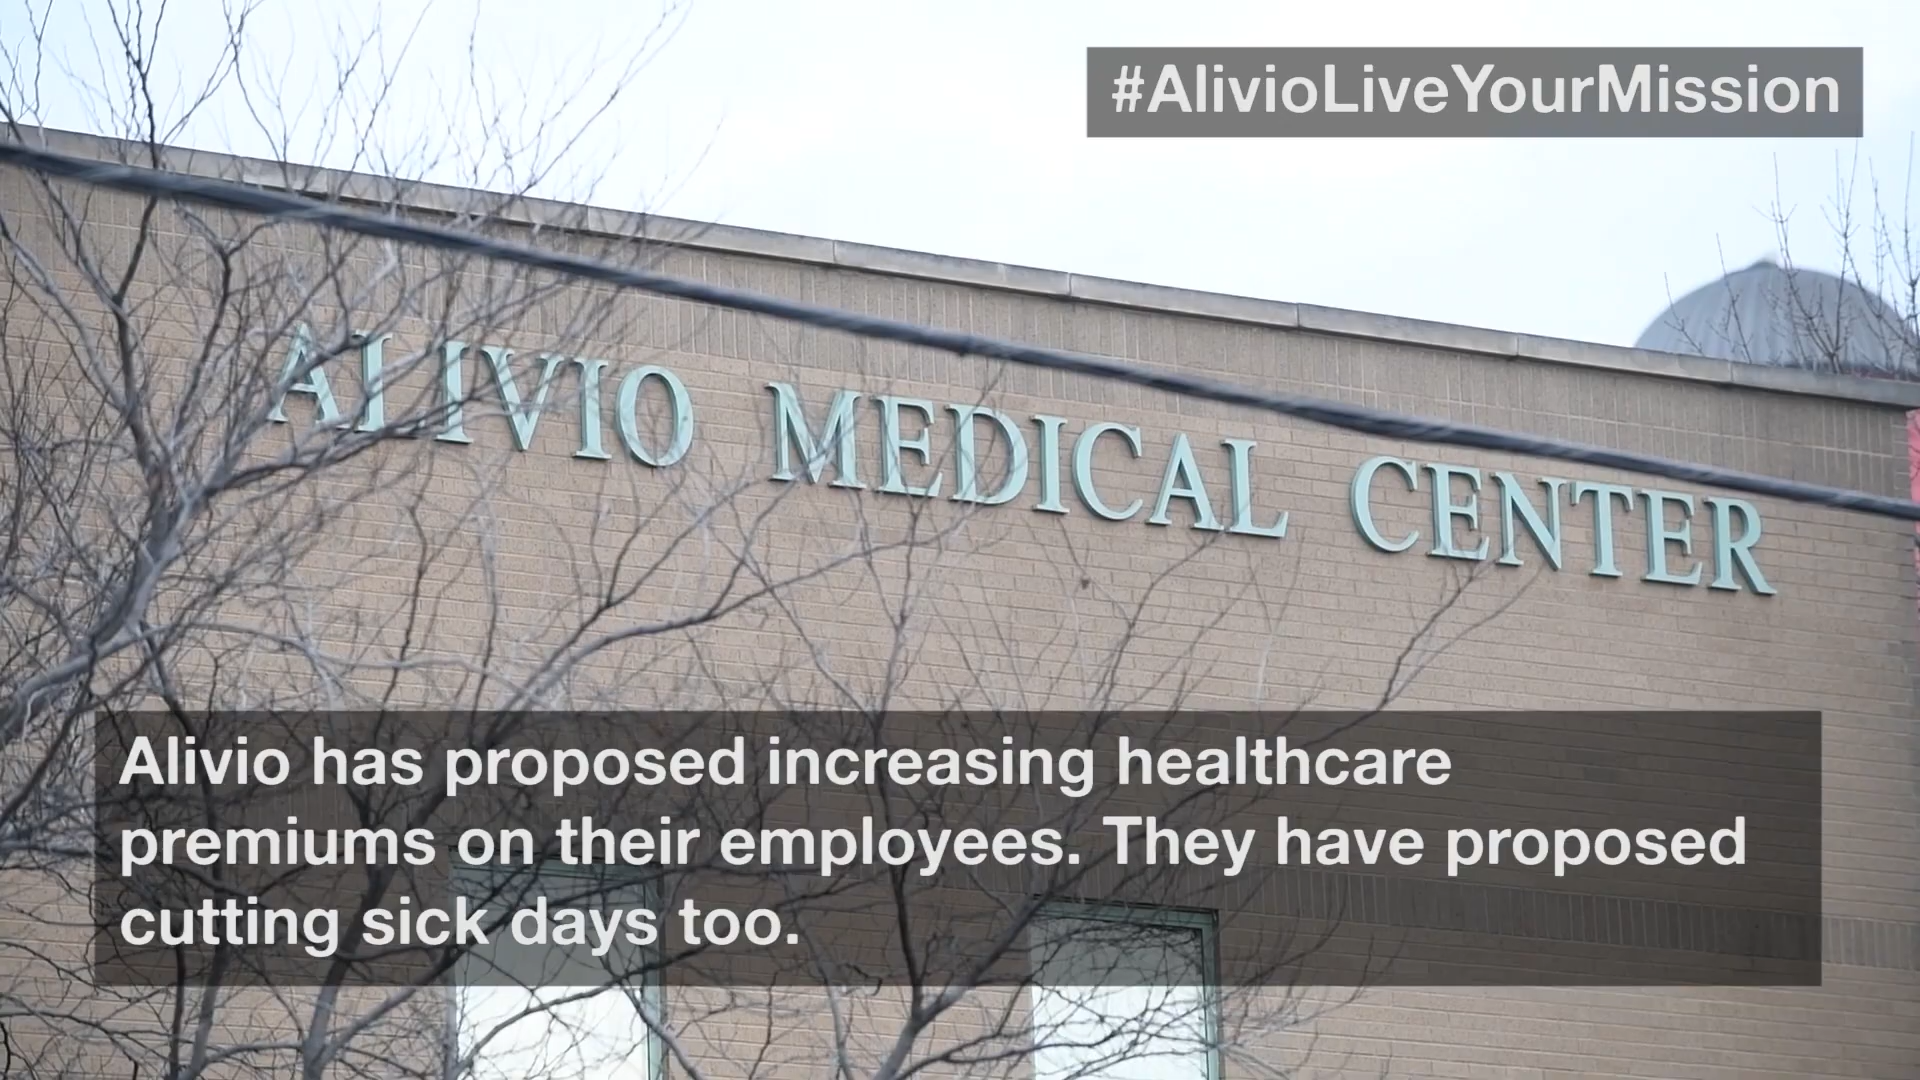 #AlivioLiveYourMission
ALIVIO MEDICAL CENTER
Alivio has proposed increasing healthcare
premiums on their employees. They have proposed
cutting sick days too.